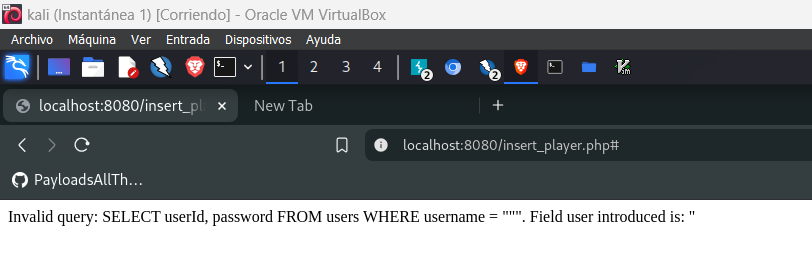 kali (Instantánea 1) [Corriendo] - Oracle VM VirtualBox
Archivo Máquina Ver Entrada Dispositivos Ayuda
1 2 3 4 2 2
localhost:8080/insert_pl New Tab
localhost:8080/insert_player.php#
PayloadsAllTh...
Invalid query: SELECT userId, password FROM users WHERE username = """. Field user introduced is: "